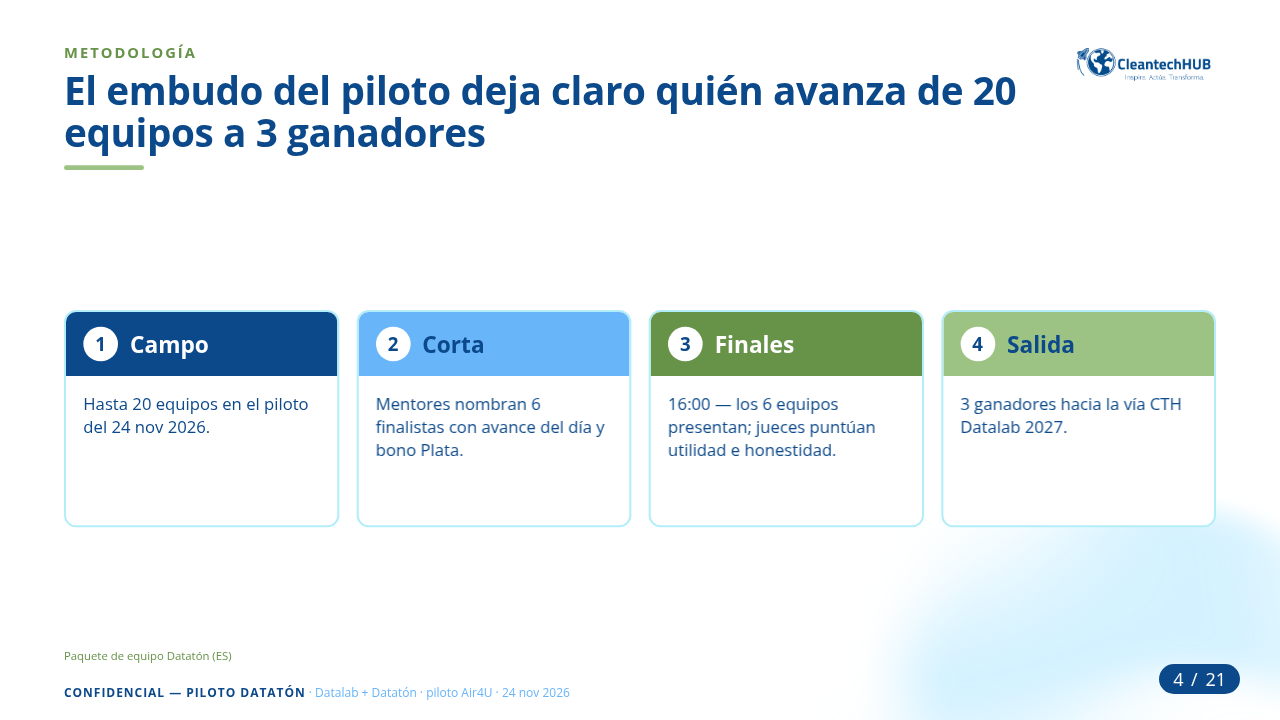 METODOLOGÍA
El embudo del piloto deja claro quién avanza de 20
equipos a 3 ganadores
CleantechHUB
Inspira. Actúa. Transforma.
1 Campo
Hasta 20 equipos en el piloto
del 24 nov 2026.
2 Corta
Mentores nombran 6
finalistas con avance del día y
bono Plata.
3 Finales
16:00 — los 6 equipos
presentan; jueces puntúan
utilidad e honestidad.
4 Salida
3 ganadores hacia la vía CTH
Datalab 2027.
Paquete de equipo Datatón (ES)
CONFIDENCIAL — PILOTO DATATÓN · Datalab + Datatón · piloto Air4U · 24 nov 2026
4 / 21